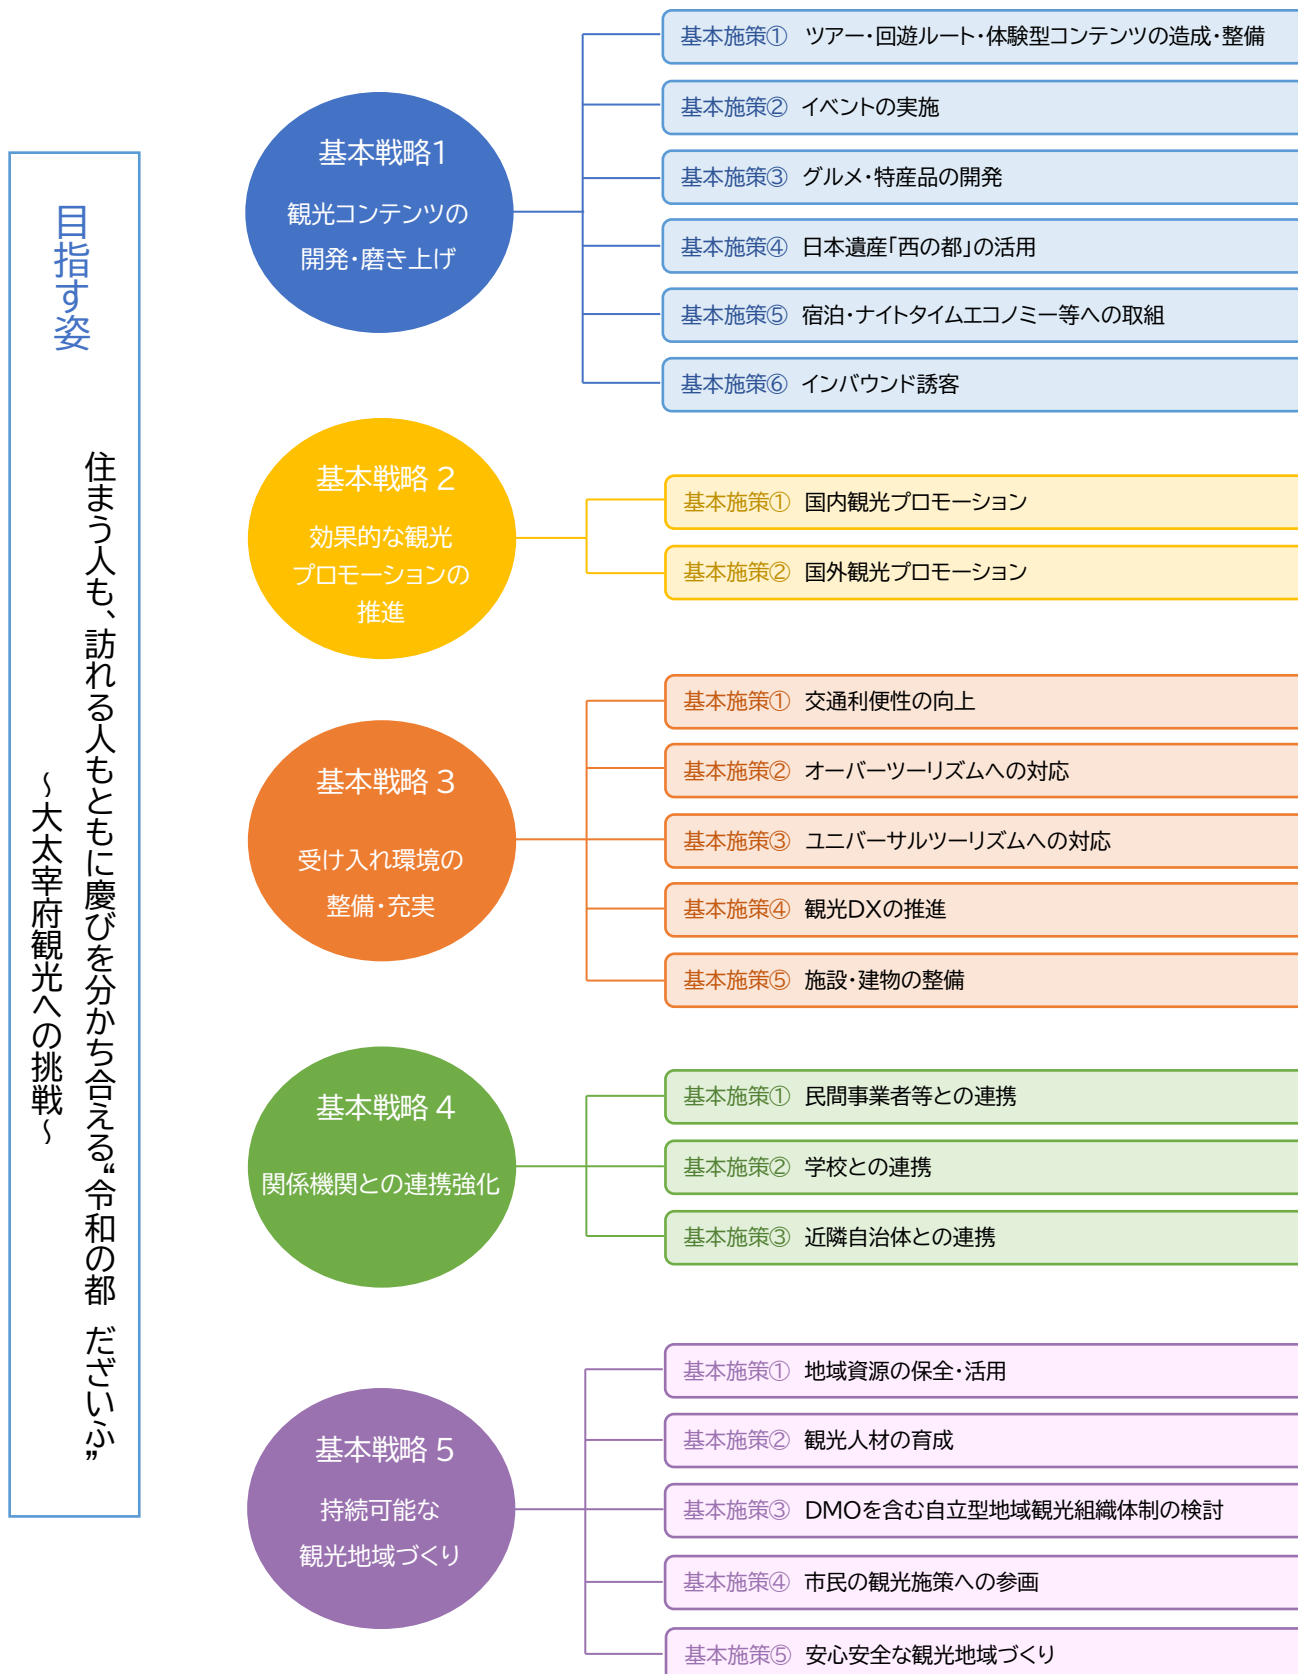 目指す姿
住まう人も、訪れる人もともに慶びを分かち合える“令和の都 だざいふ”
~大太宰府観光への挑戦~
基本戦略1
観光コンテンツの
開発・磨き上げ
基本施策① ツアー・回遊ルート・体験型コンテンツの造成・整備
基本施策② イベントの実施
基本施策③ グルメ・特産品の開発
基本施策④ 日本遺産「西の都」の活用
基本施策⑤ 宿泊・ナイトタイムエコノミー等への取組
基本施策⑥ インバウンド誘客
基本戦略 2
効果的な観光
プロモーションの
推進
基本施策① 国内観光プロモーション
基本施策② 国外観光プロモーション
基本戦略 3
受け入れ環境の
整備・充実
基本施策① 交通利便性の向上
基本施策② オーバーツーリズムへの対応
基本施策③ ユニバーサルツーリズムへの対応
基本施策④ 観光DXの推進
基本施策⑤ 施設・建物の整備
基本戦略 4
関係機関との連携強化
基本施策① 民間事業者等との連携
基本施策② 学校との連携
基本施策③ 近隣自治体との連携
基本戦略 5
持続可能な
観光地域づくり
基本施策① 地域資源の保全・活用
基本施策② 観光人材の育成
基本施策③ DMOを含む自立型地域観光組織体制の検討
基本施策④ 市民の観光施策への参画
基本施策⑤ 安心安全な観光地域づくり